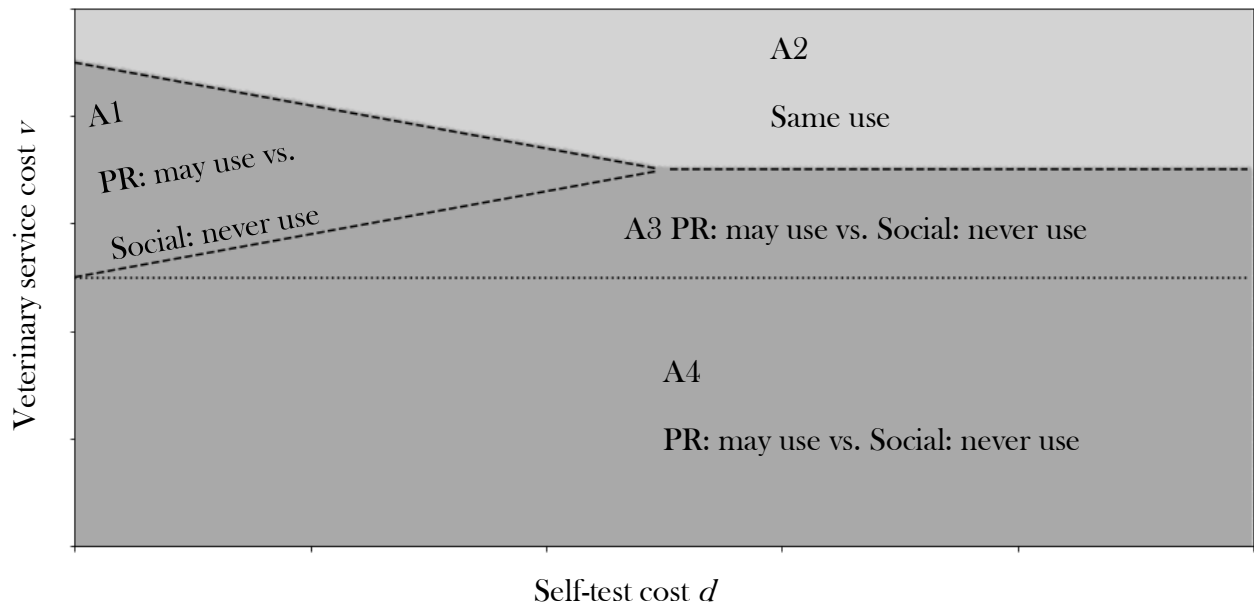 A2
Same use
A1
PR: may use vs.
Social: never use
A3 PR: may use vs. Social: never use
A4
PR: may use vs. Social: never use
Veterinary service cost v
Self-test cost d